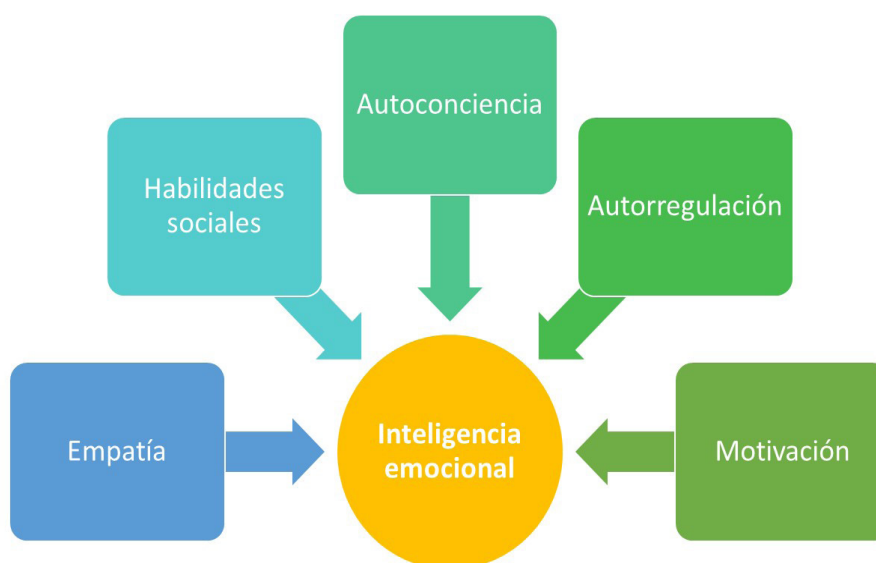 Autoconciencia
Habilidades
sociales
Autorregulación
Empatía
Inteligencia
emocional
Motivación